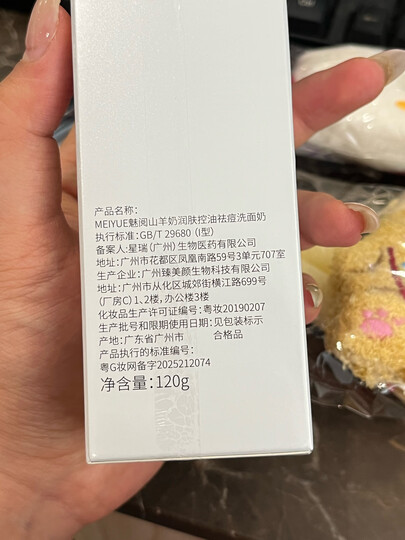 产品名称：
MEIYUE魅阅山羊奶润肤控油祛痘洗面奶
执行标准：GB/T 29680 (I型)
备案人：星瑞(广州)生物医药有限公司
地址：广州市花都区凤凰南路59号3单元707室
生产企业：广州臻美颜生物科技有限公司
地址：广州市从化区城郊街横江路699号
(厂房C) 1、2楼，办公楼3楼
化妆品生产许可证编号：粤妆20190207
生产批号和限期使用日期：见包装标示
产地：广东省广州市 合格品
产品执行的标准编号：
粤G妆网备字2025212074
净含量：120g